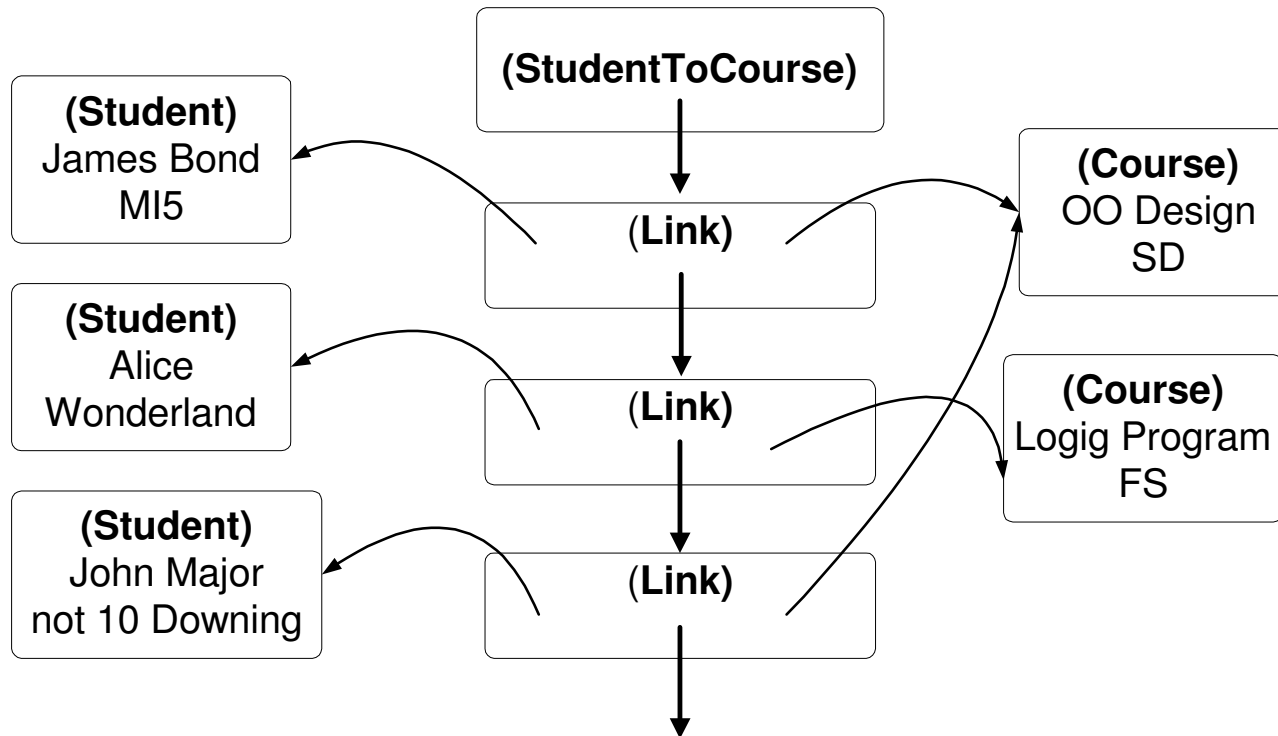 (StudentToCourse)
(Student)
James Bond
MI5
(Student)
Alice
Wonderland
(Student)
John Major
not 10 Downing
(Link)
(Link)
(Link)
(Course)
OO Design
SD
(Course)
Logig Program
FS